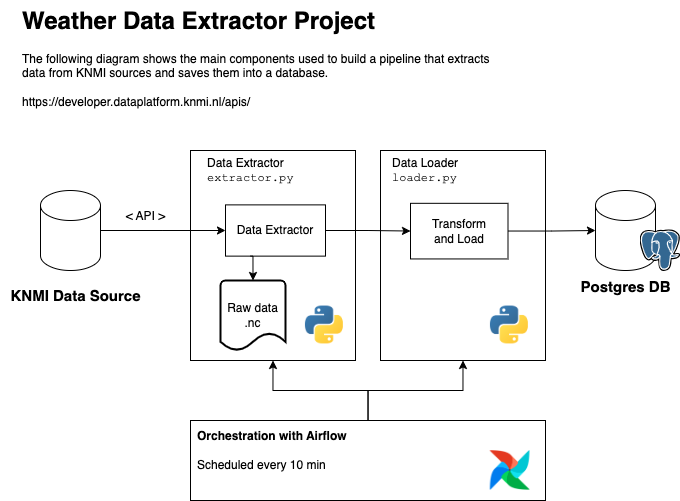 Weather Data Extractor Project
The following diagram shows the main components used to build a pipeline that extracts
data from KNMI sources and saves them into a database.
https://developer.dataplatform.knmi.nl/apis/
Data Extractor
extractor.py
Data Loader
loader.py
< API >
Data Extractor
Transform
and Load
KNMI Data Source
Postgres DB
Raw data
.nc
Orchestration with Airflow
Scheduled every 10 min